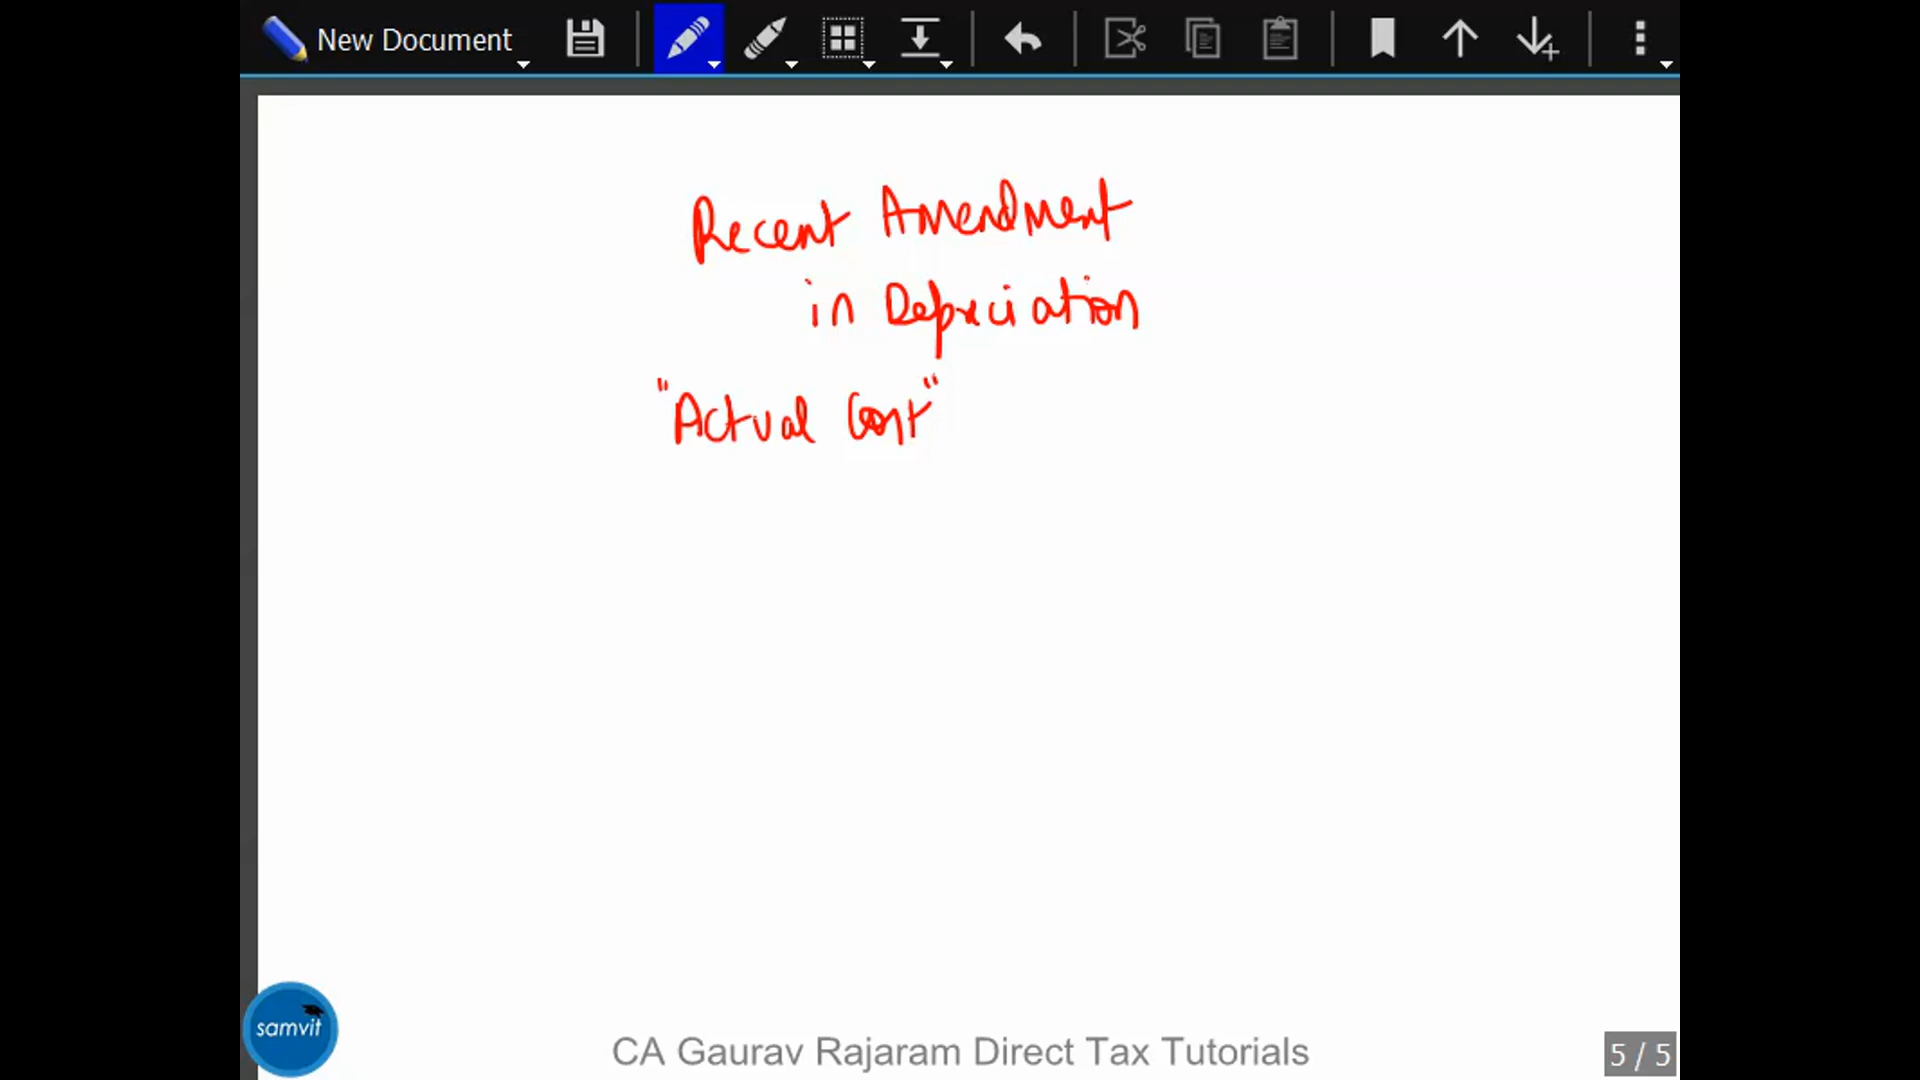 New Document
Recent Amendment
in Depreciation
"Actual Cost"
samvit
CA Gaurav Rajaram Direct Tax Tutorials
5 / 5